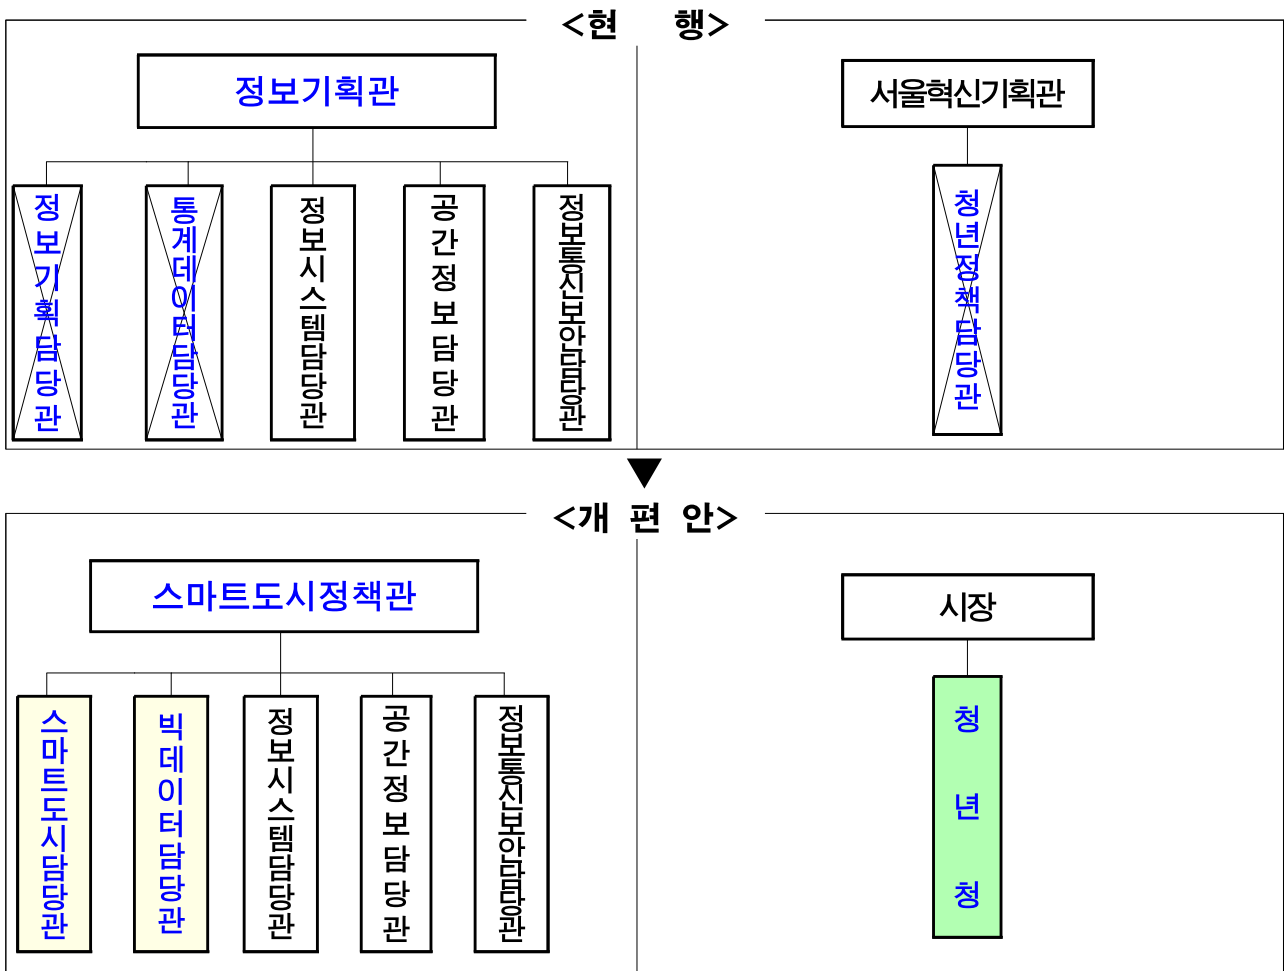 <현 행>
정보기획관
정보기획담당관
통계데이터담당관
정보시스템담당관
공간정보담당관
정보통신보안담당관
서울혁신기획관
청년정책담당관
<개 편 안>
스마트도시정책관
스마트도시담당관
빅데이터담당관
정보시스템담당관
공간정보담당관
정보통신보안담당관
시장
청년청